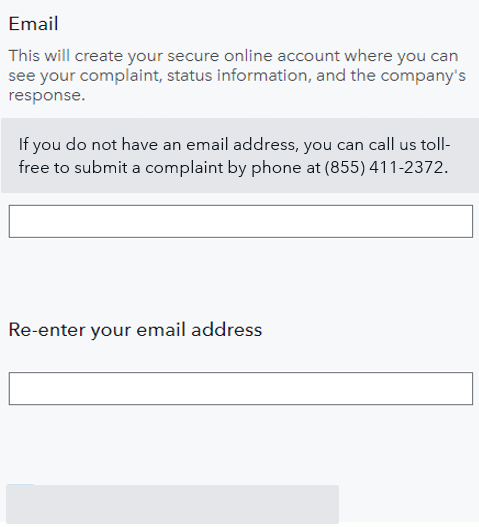 Email
This will create your secure online account where you can
see your complaint, status information, and the company's
response.
If you do not have an email address, you can call us toll-
free to submit a complaint by phone at (855) 411-2372.
Re-enter your email address